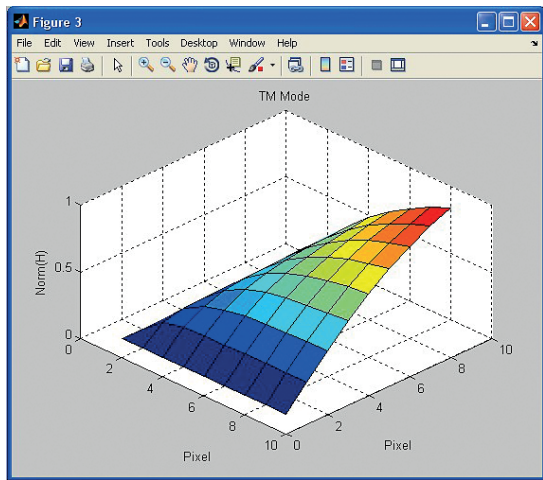 Figure 3
File Edit View Insert Tools Desktop Window Help
TM Mode
1
0.5
0
Norm(H)
0
2
4
6
8
10
Pixel
0
2
4
6
8
10
Pixel